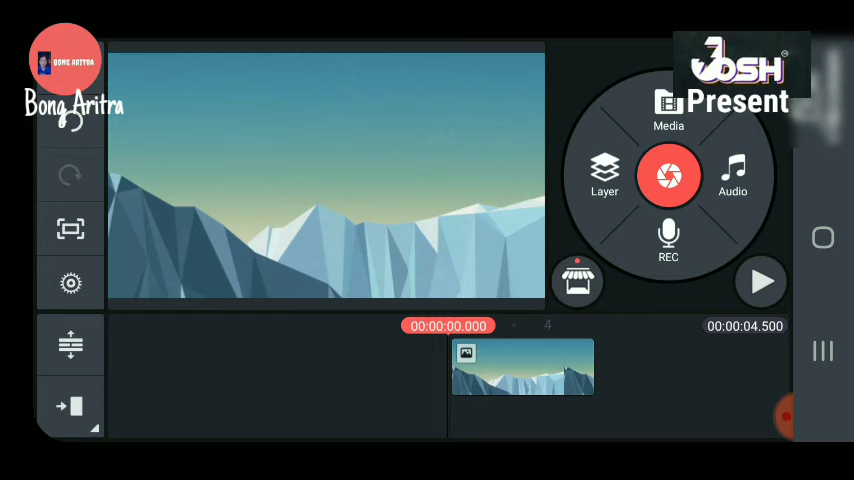 BONG ARITRA
Bong Aritra
JOSH
Present
Media
Layer
Audio
REC
00:00:00.000
4
00:00:04.500